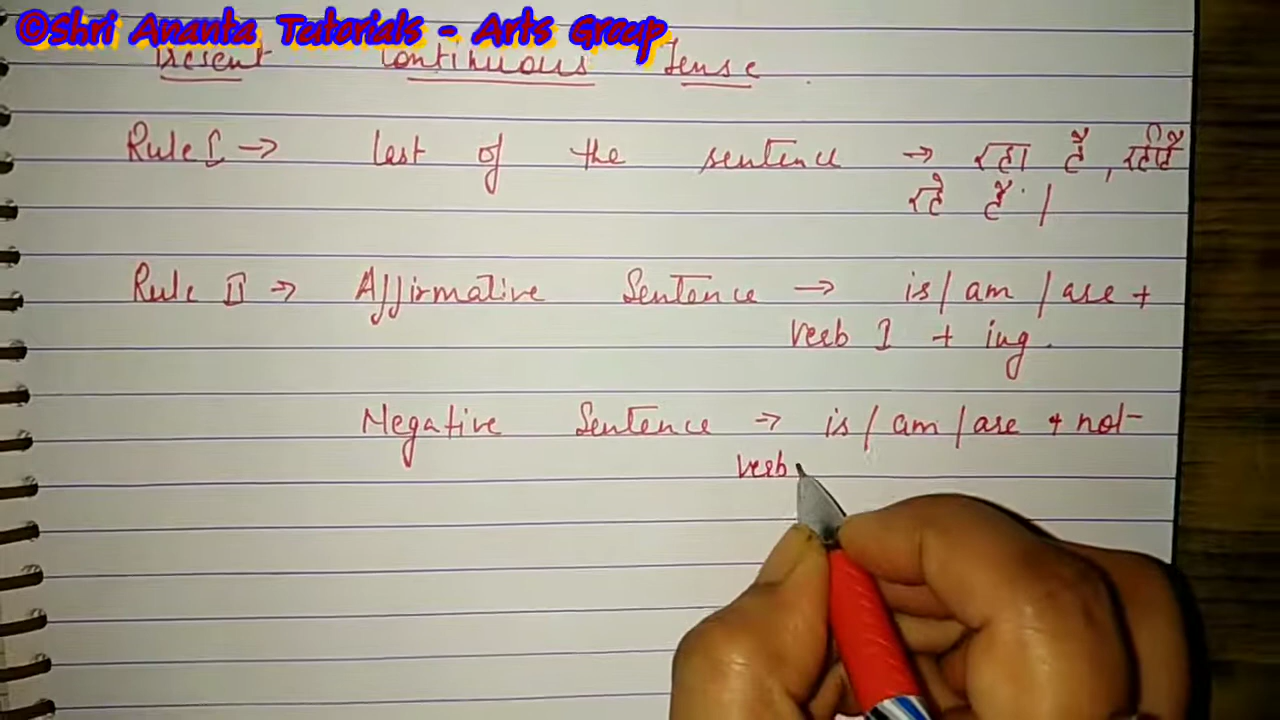 ©Shri Ananta Tutorials - Arts Group
Present Continuous Tense
Rule I → last of the sentence → रहा है,
रहे हैं।
Rule II → Affirmative Sentence → is/am/are +
verb I + ing.
Negative Sentence → is/am/are + not
verb